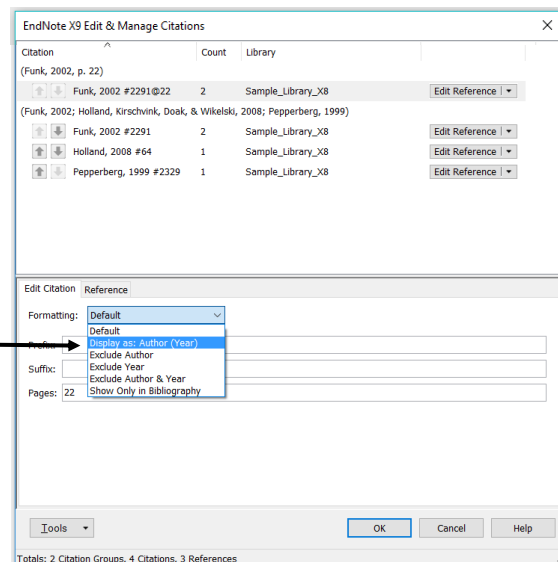 EndNote X9 Edit & Manage Citations
Citation Count Library
(Funk, 2002, p. 22)
Funk, 2002 #2291@22 2 Sample_Library_X8 Edit Reference
(Funk, 2002; Holland, Kirschvink, Doak, & Wikelski, 2008; Pepperberg, 1999)
Funk, 2002 #2291 2 Sample_Library_X8 Edit Reference
Holland, 2008 #64 1 Sample_Library_X8 Edit Reference
Pepperberg, 1999 #2329 1 Sample_Library_X8 Edit Reference
Edit Citation Reference
Formatting: Default
Default
Display as: Author (Year)
Exclude Author
Suffix: Exclude Year
Exclude Author & Year
Pages: 22 Show Only in Bibliography
Tools OK Cancel Help
Totals: 2 Citation Groups, 4 Citations, 3 References